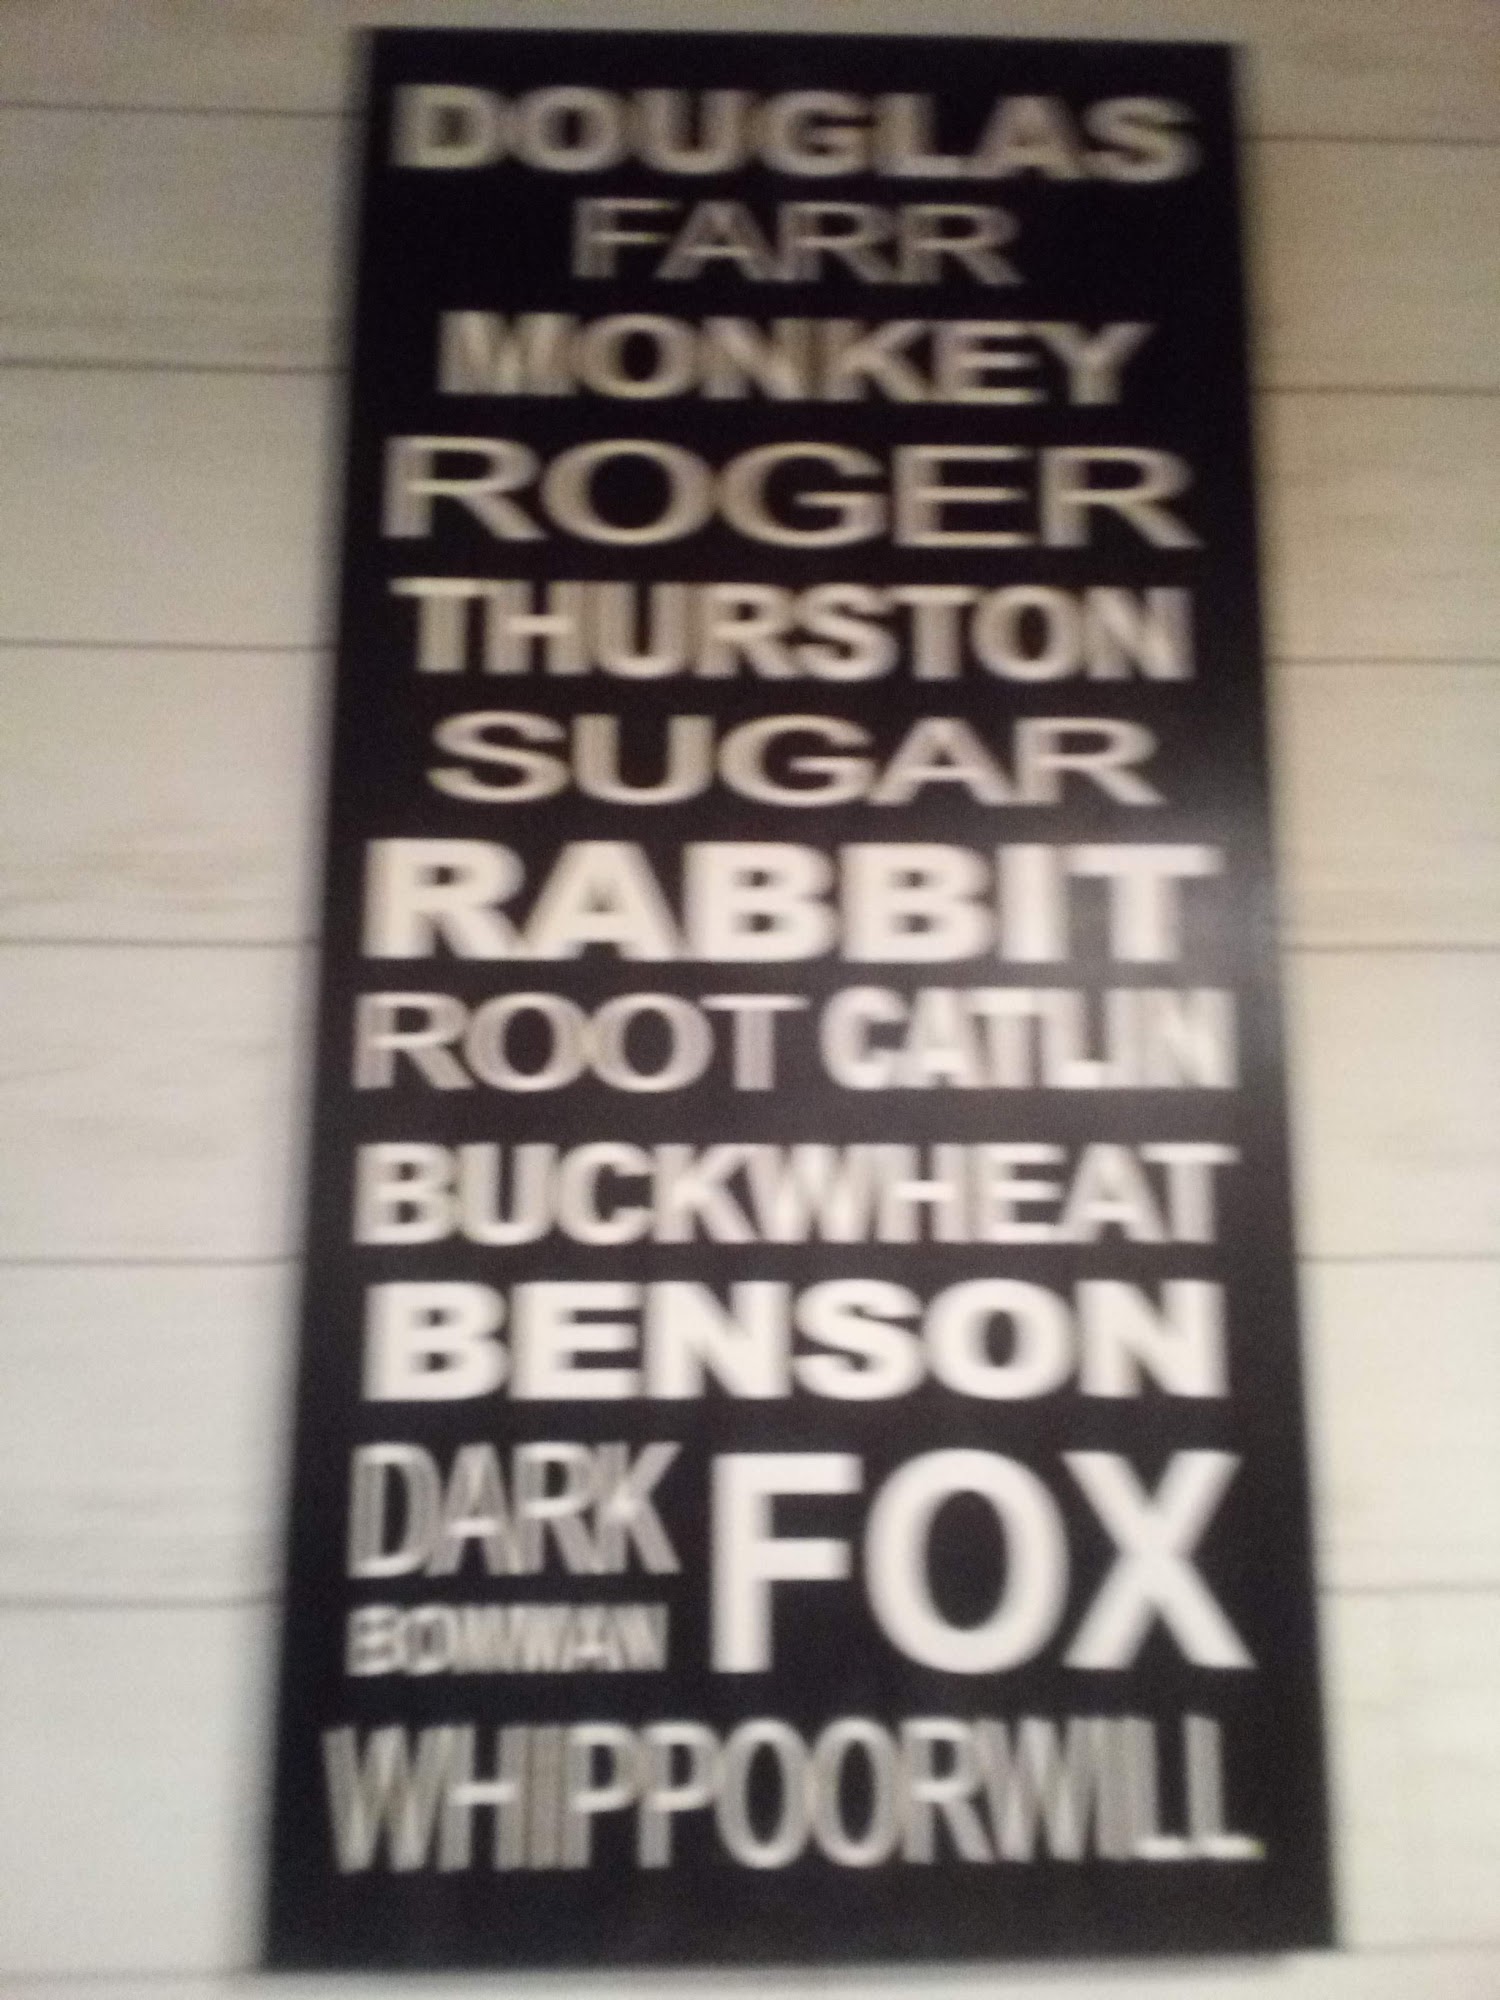 DOUGLAS
FARR
MONKEY
ROGER
THURSTON
SUGAR
RABBIT
ROOT CATLIN
BUCKWHEAT
BENSON
DARK FOX
BOWMAN
WHIPPOORWILL